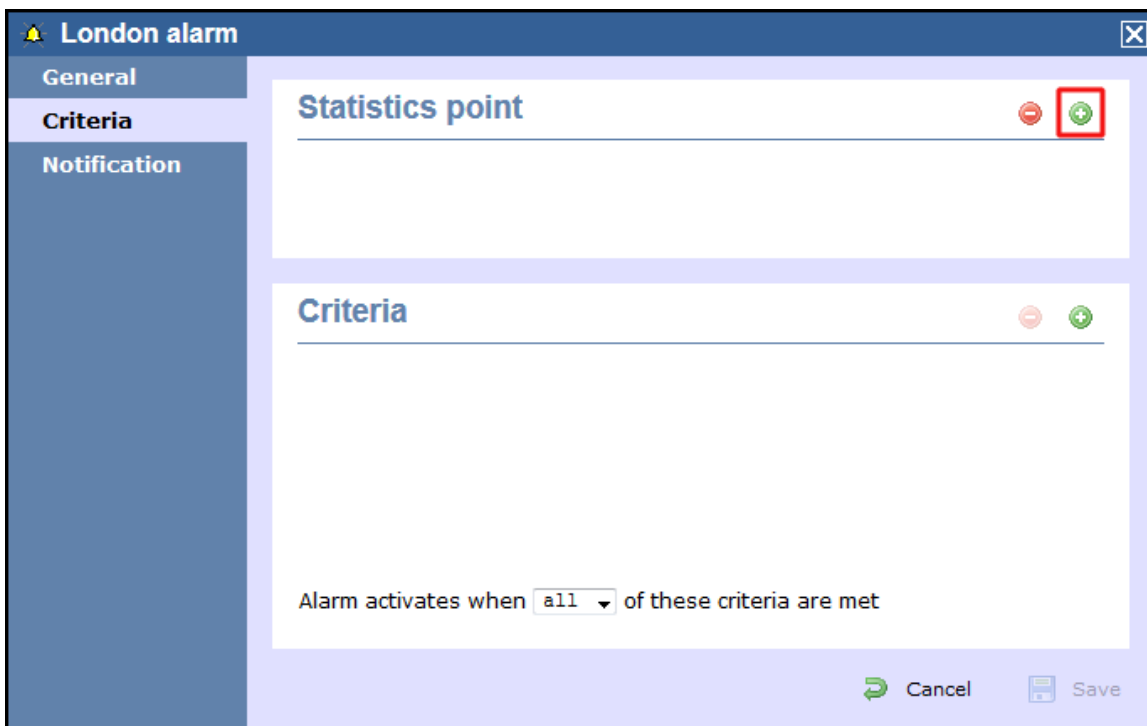 London alarm
General
Criteria
Notification
Statistics point
Criteria
Alarm activates when all of these criteria are met
Cancel
Save